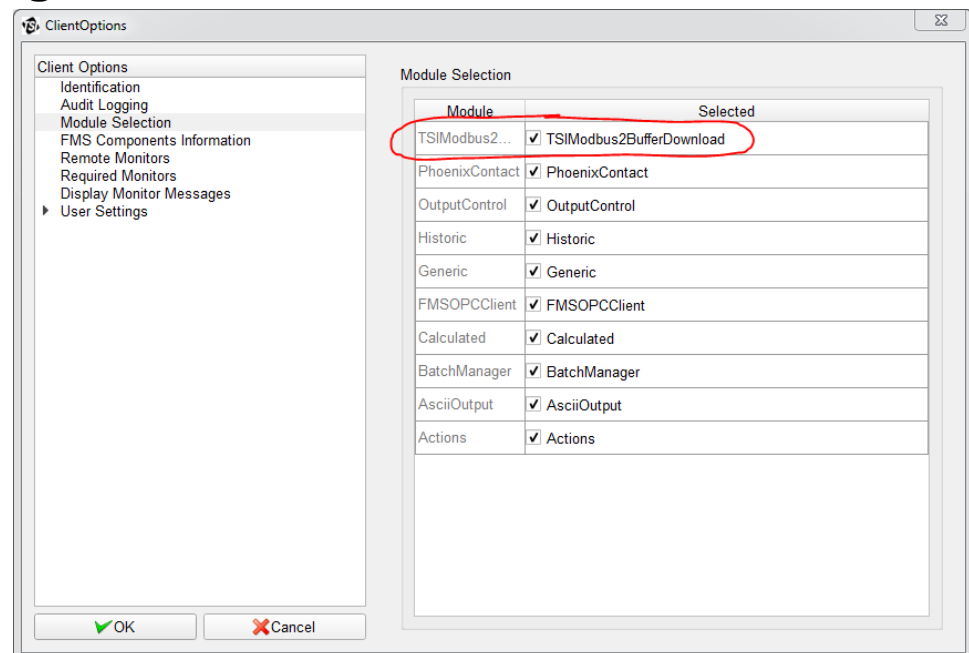 ClientOptions
Client Options
Identification
Audit Logging
Module Selection
FMS Components Information
Remote Monitors
Required Monitors
Display Monitor Messages
User Settings
OK
Cancel
Module Selection
Module Selected
TSIModbus2... TSIModbus2BufferDownload
PhoenixContact PhoenixContact
OutputControl OutputControl
Historic Historic
Generic Generic
FMSOPCClient FMSOPCClient
Calculated Calculated
BatchManager BatchManager
AsciiOutput AsciiOutput
Actions Actions